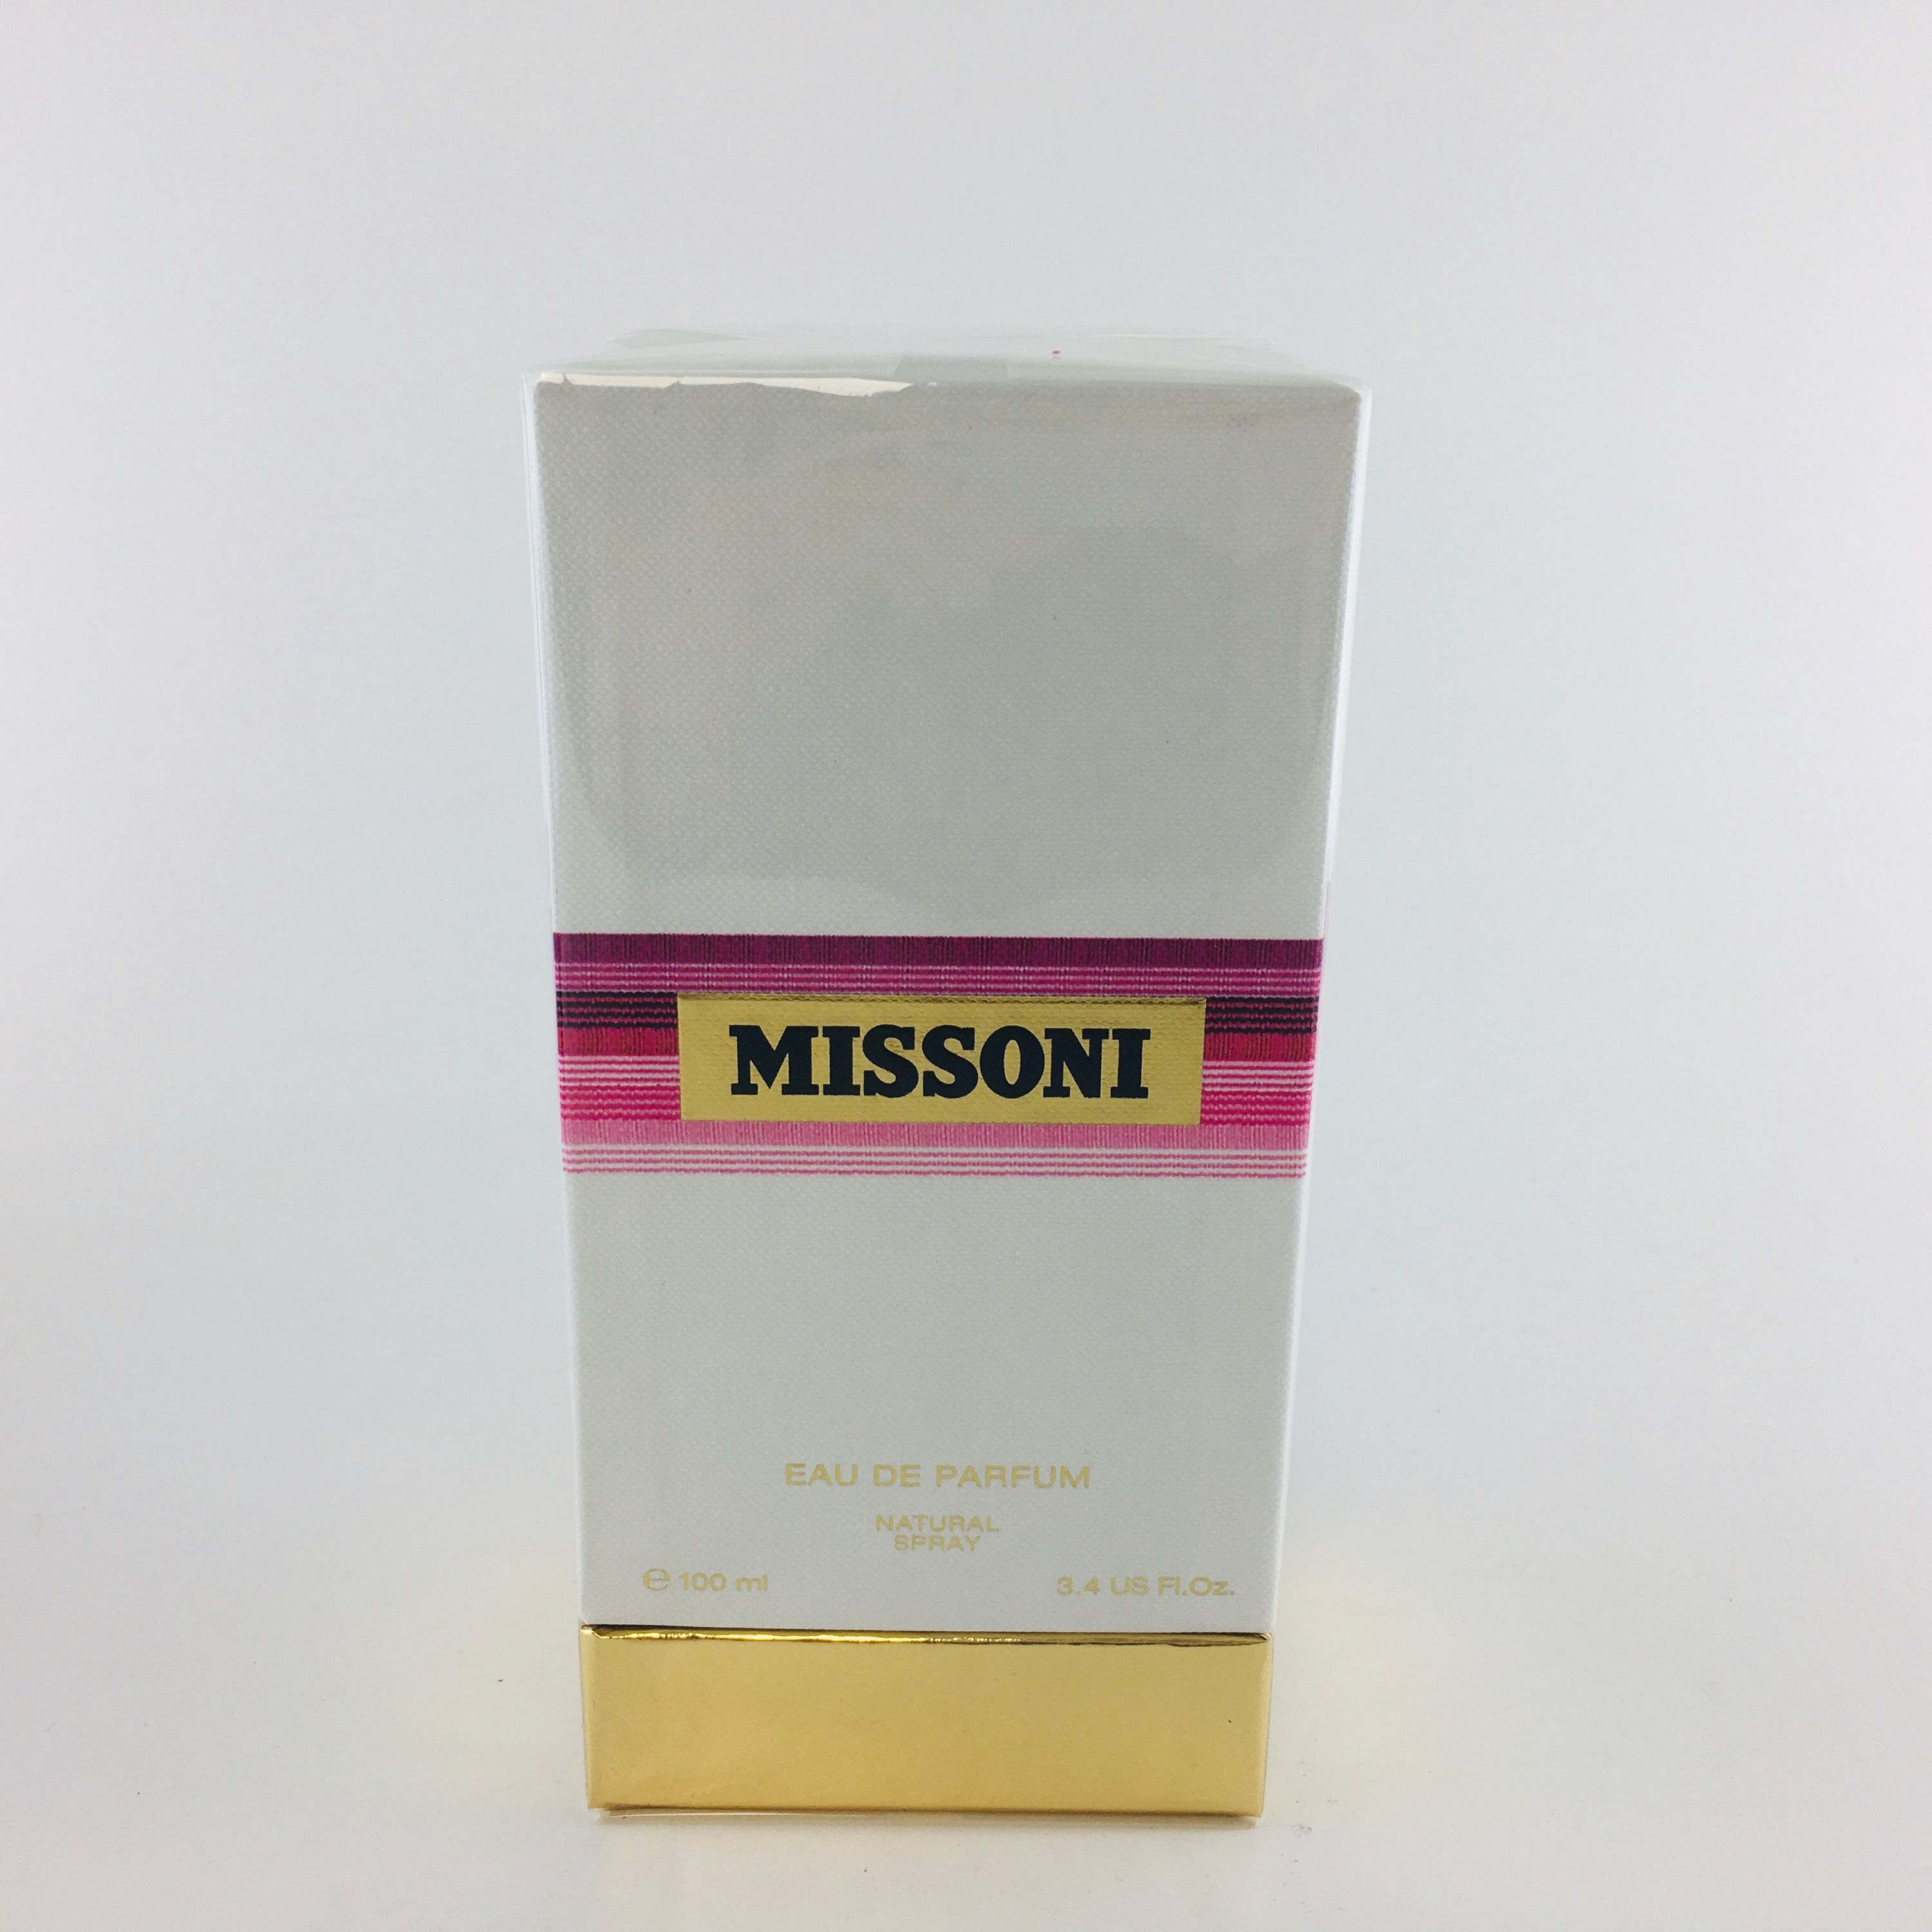 MISSONI
EAU DE PARFUM
NATURAL
SPRAY
℮ 100 ml 3.4 US Fl.Oz.